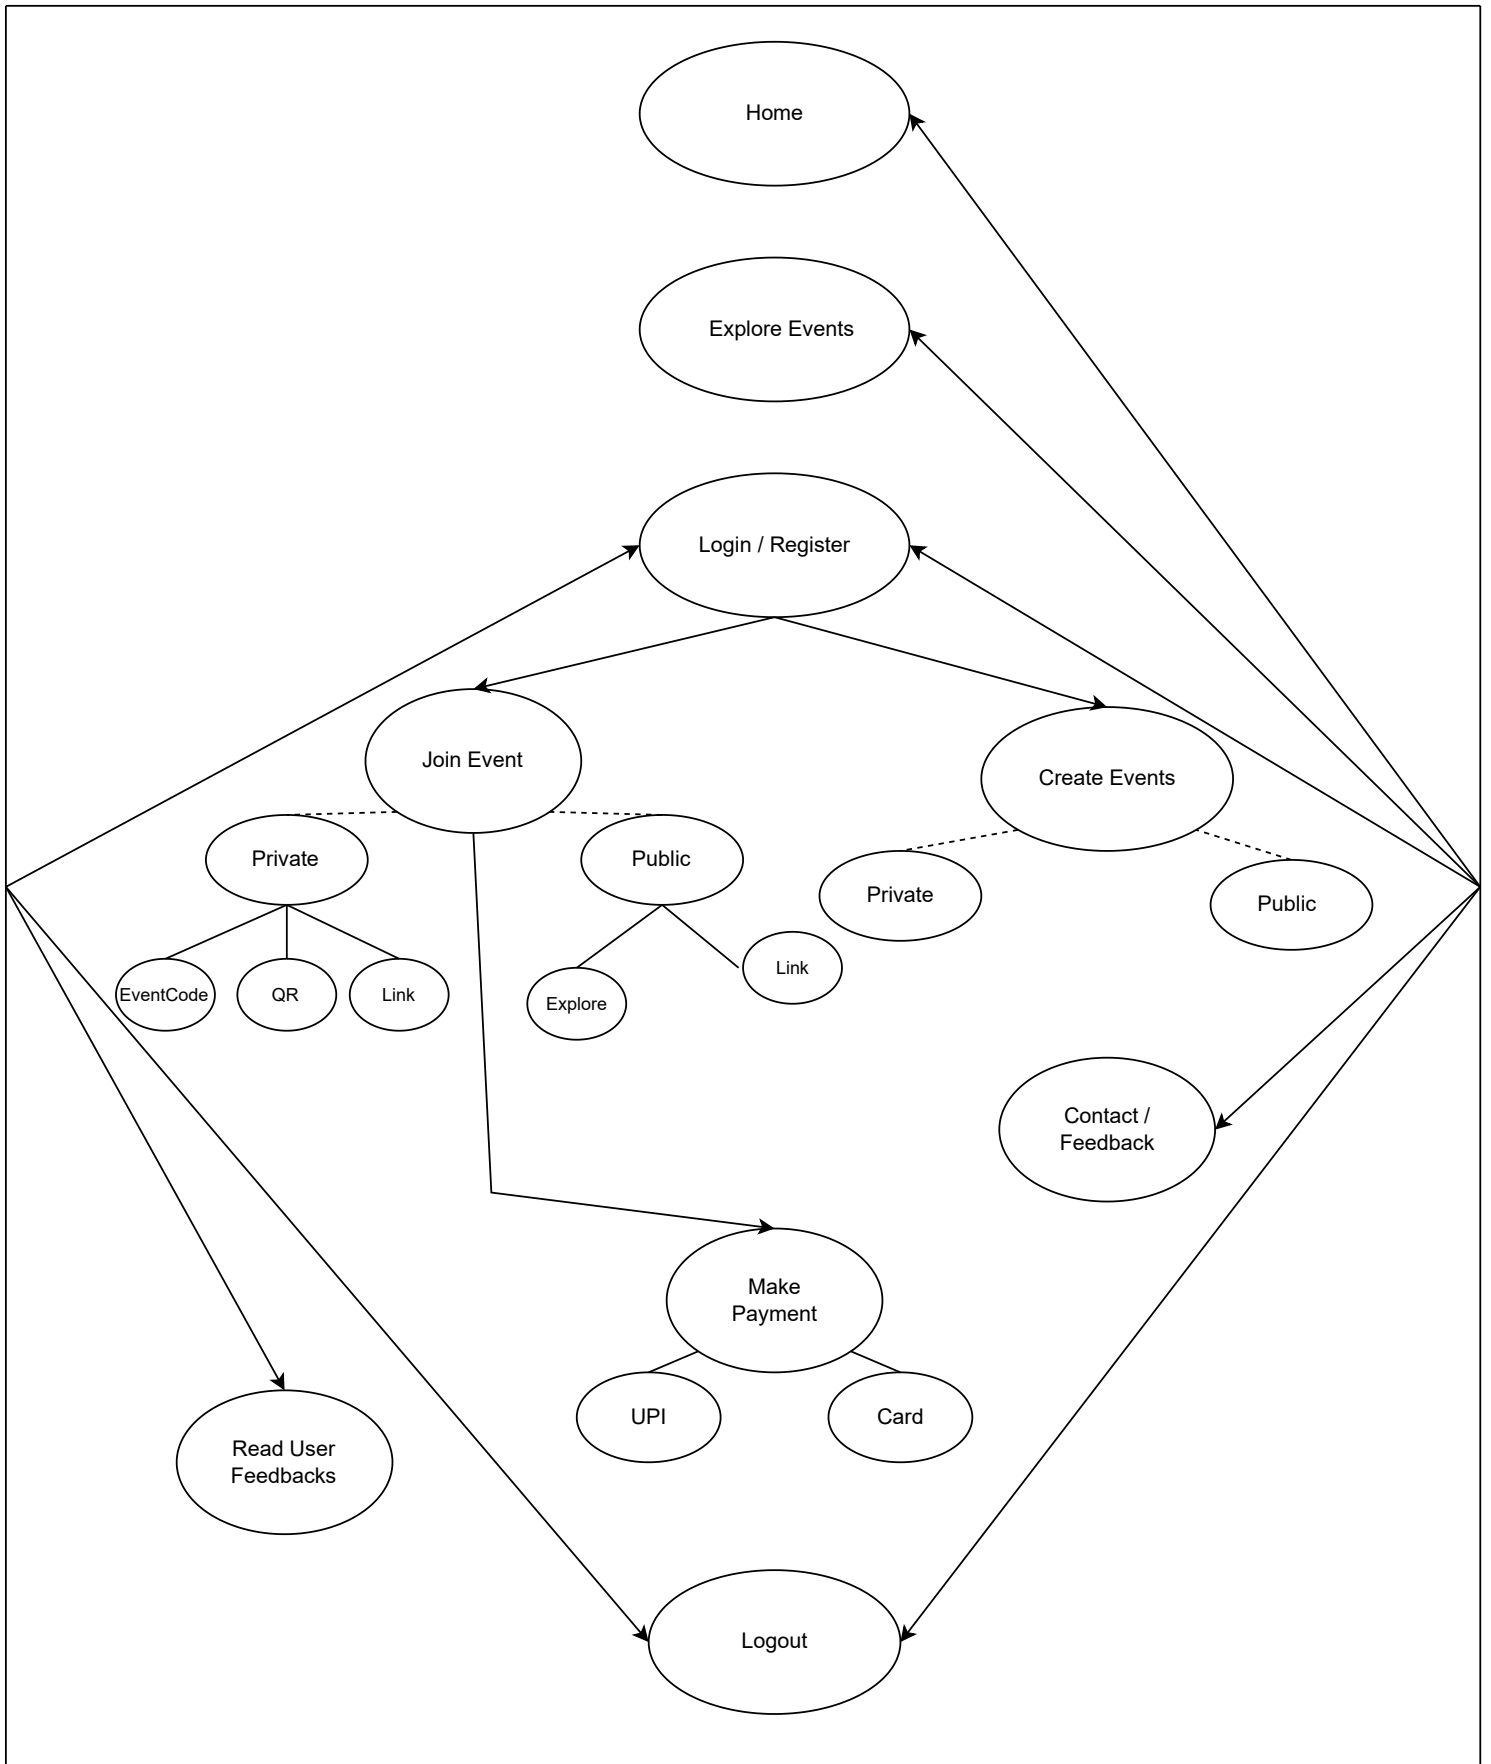 Home
Explore Events
Login / Register
Join Event
Create Events
Private
Public
Private
Public
EventCode
QR
Link
Explore
Link
Contact /
Feedback
Make
Payment
UPI
Card
Read User
Feedbacks
Logout